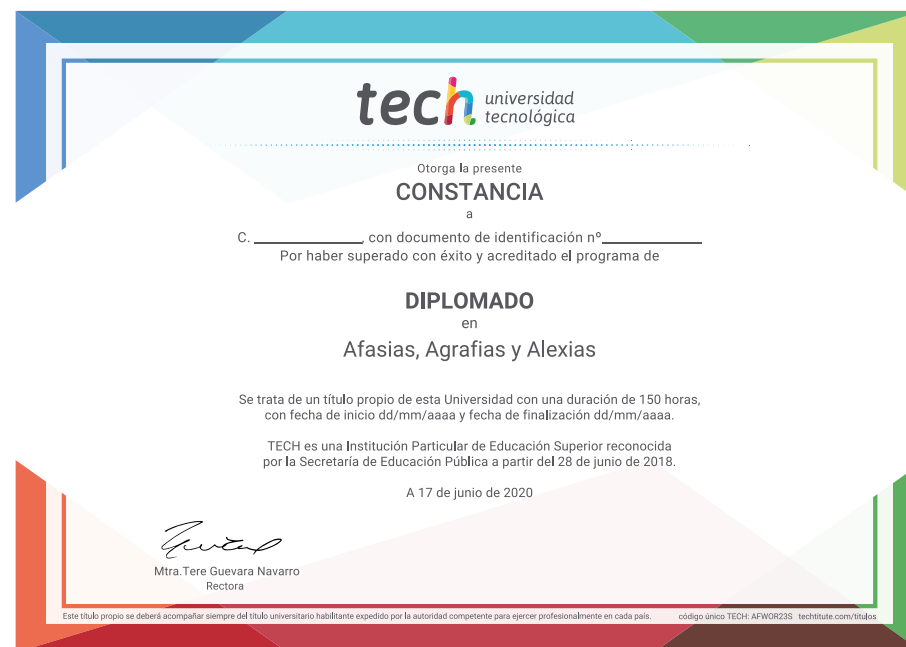 tech universidad
tecnológica
Otorga la presente
CONSTANCIA
a
C. ____________, con documento de identificación nº____________
Por haber superado con éxito y acreditado el programa de
DIPLOMADO
en
Afasias, Agrafias y Alexias
Se trata de un título propio de esta Universidad con una duración de 150 horas,
con fecha de inicio dd/mm/aaaa y fecha de finalización dd/mm/aaaa.
TECH es una Institución Particular de Educación Superior reconocida
por la Secretaría de Educación Pública a partir del 28 de junio de 2018.
A 17 de junio de 2020
Mtra.Tere Guevara Navarro
Rectora
Este título propio se deberá acompañar siempre del título universitario habilitante expedido por la autoridad competente para ejercer profesionalmente en cada país. código único TECH: AFWOR23S techtitute.com/titulos